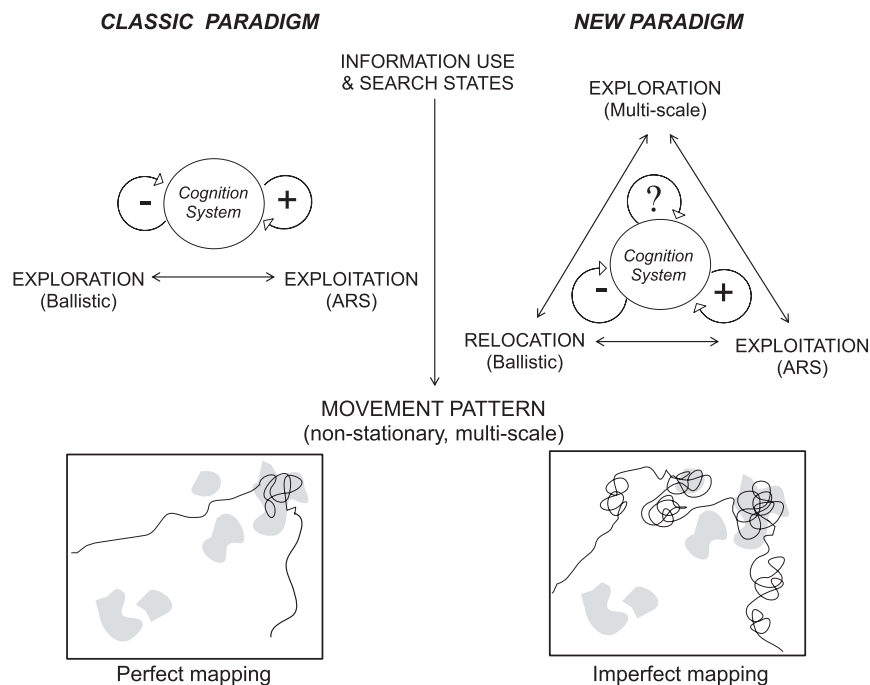 CLASSIC PARADIGM
NEW PARADIGM
INFORMATION USE
& SEARCH STATES
EXPLORATION
(Multi-scale)
-
Cognition
System
+
EXPLORATION
(Ballistic)
EXPLOITATION
(ARS)
?
Cognition
System
-
+
RELOCATION
(Ballistic)
EXPLOITATION
(ARS)
MOVEMENT PATTERN
(non-stationary, multi-scale)
Perfect mapping
Imperfect mapping